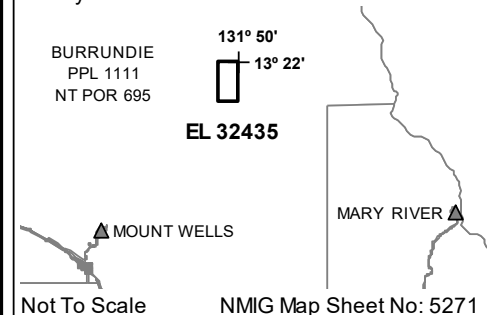 BURRUNDIE
PPL 1111
NT POR 695
131º 50'
13º 22'
EL 32435
MOUNT WELLS
MARY RIVER
Not To Scale
NMIG Map Sheet No: 5271